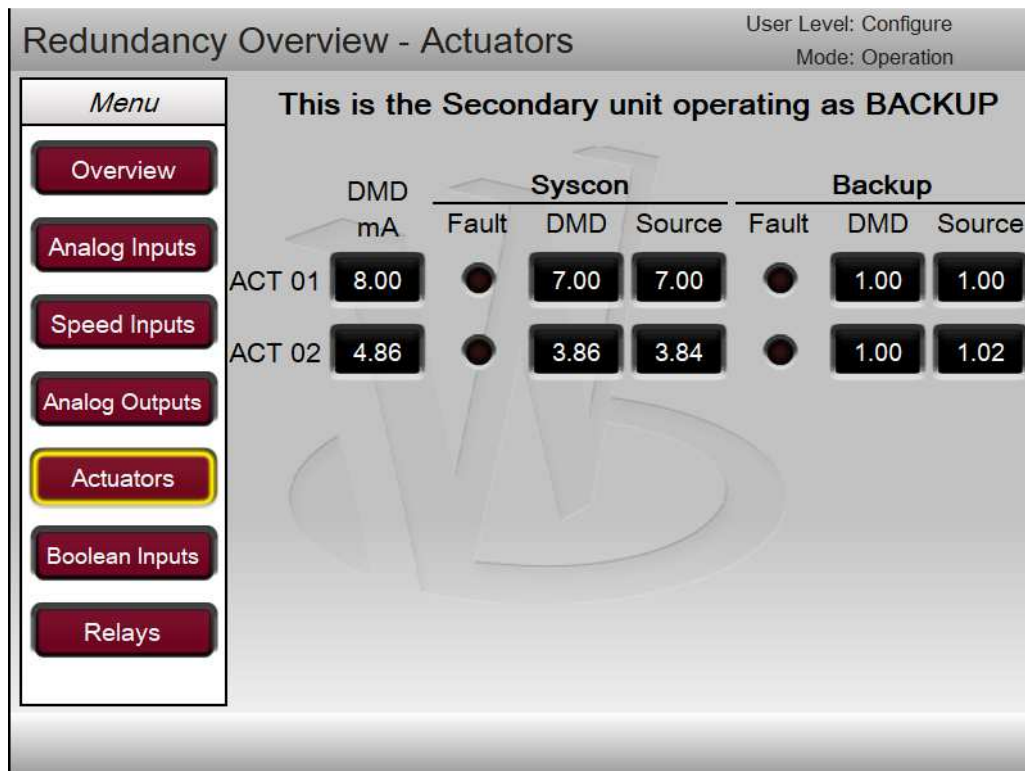 Redundancy Overview - Actuators
User Level: Configure
Mode: Operation
Menu
This is the Secondary unit operating as BACKUP
Overview
Analog Inputs
Speed Inputs
Analog Outputs
Actuators
Boolean Inputs
Relays
DMD Syscon Backup
mA Fault DMD Source Fault DMD Source
ACT 01 8.00 7.00 7.00 1.00 1.00
ACT 02 4.86 3.86 3.84 1.00 1.02